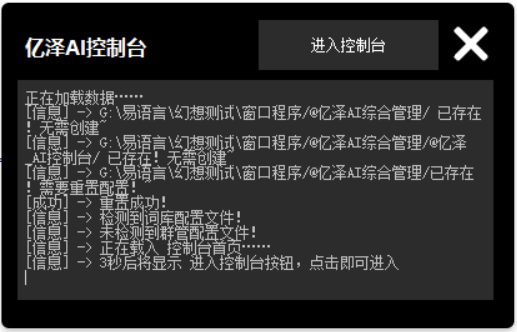 亿泽AI控制台
进入控制台
正在加载数据……
[信息] -> G:\易语言\幻想测试\窗口程序/@亿泽AI综合管理/ 已存在
! 无需创建~
[信息] -> G:\易语言\幻想测试\窗口程序/@亿泽AI综合管理/@亿泽
_AI控制台/ 已存在! 无需创建~
[信息] -> G:\易语言\幻想测试\窗口程序/@亿泽AI综合管理/已存在
! 需要重置配置! ~
[成功] -> 重置成功!
[信息] -> 检测到词库配置文件!
[信息] -> 未检测到群管配置文件!
[信息] -> 正在载入 控制台首页……
[信息] -> 3秒后将显示 进入控制台按钮，点击即可进入